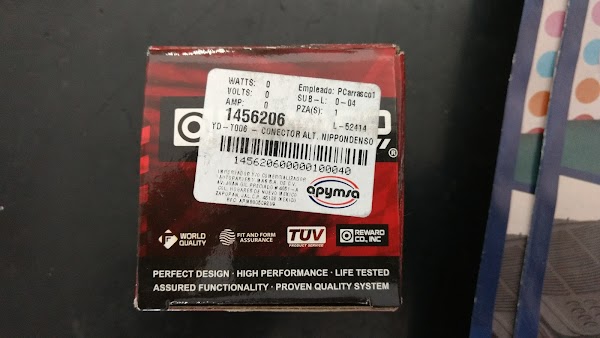 WATTS: 0
VOLTS: 0
AMP: 0
Empleado: PCarrasco1
SUB-L: 0-04
PZA(S): 1
1456206
L-52414
YD-T006 - CONECTOR ALT. NIPPONDENSO
1456206000000100040
apymsa
®
WORLD QUALITY
FIT AND FORM ASSURANCE
TUV
PRODUCT SERVICE
REWARD CO., INC
PERFECT DESIGN · HIGH PERFORMANCE · LIFE TESTED
ASSURED FUNCTIONALITY · PROVEN QUALITY SYSTEM